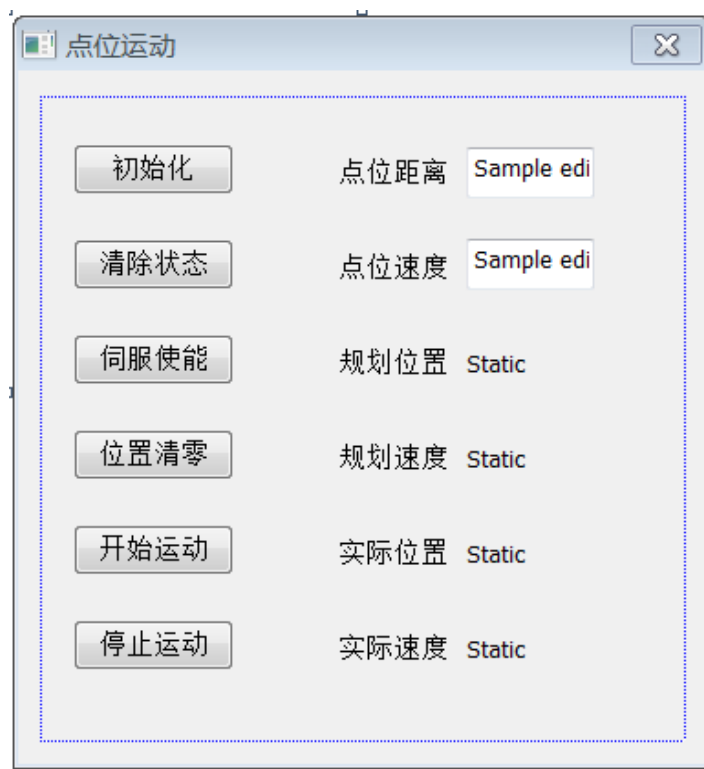 点位运动
初始化 点位距离 Sample edi
清除状态 点位速度 Sample edi
伺服使能 规划位置 Static
位置清零 规划速度 Static
开始运动 实际位置 Static
停止运动 实际速度 Static